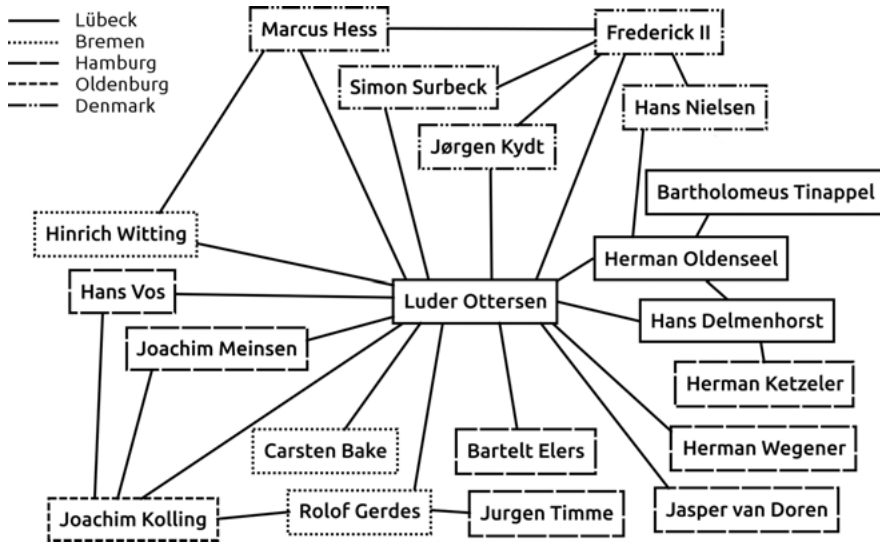 Lübeck
Bremen
Hamburg
Oldenburg
Denmark
Marcus Hess
Frederick II
Simon Surbeck
Hans Nielsen
Jørgen Kydt
Bartholomeus Tinappel
Hinrich Witting
Herman Oldenseel
Hans Vos
Luder Ottersen
Hans Delmenhorst
Joachim Meinsen
Herman Ketzeler
Carsten Bake
Bartelt Elers
Herman Wegener
Joachim Kolling
Rolof Gerdes
Jurgen Timme
Jasper van Doren